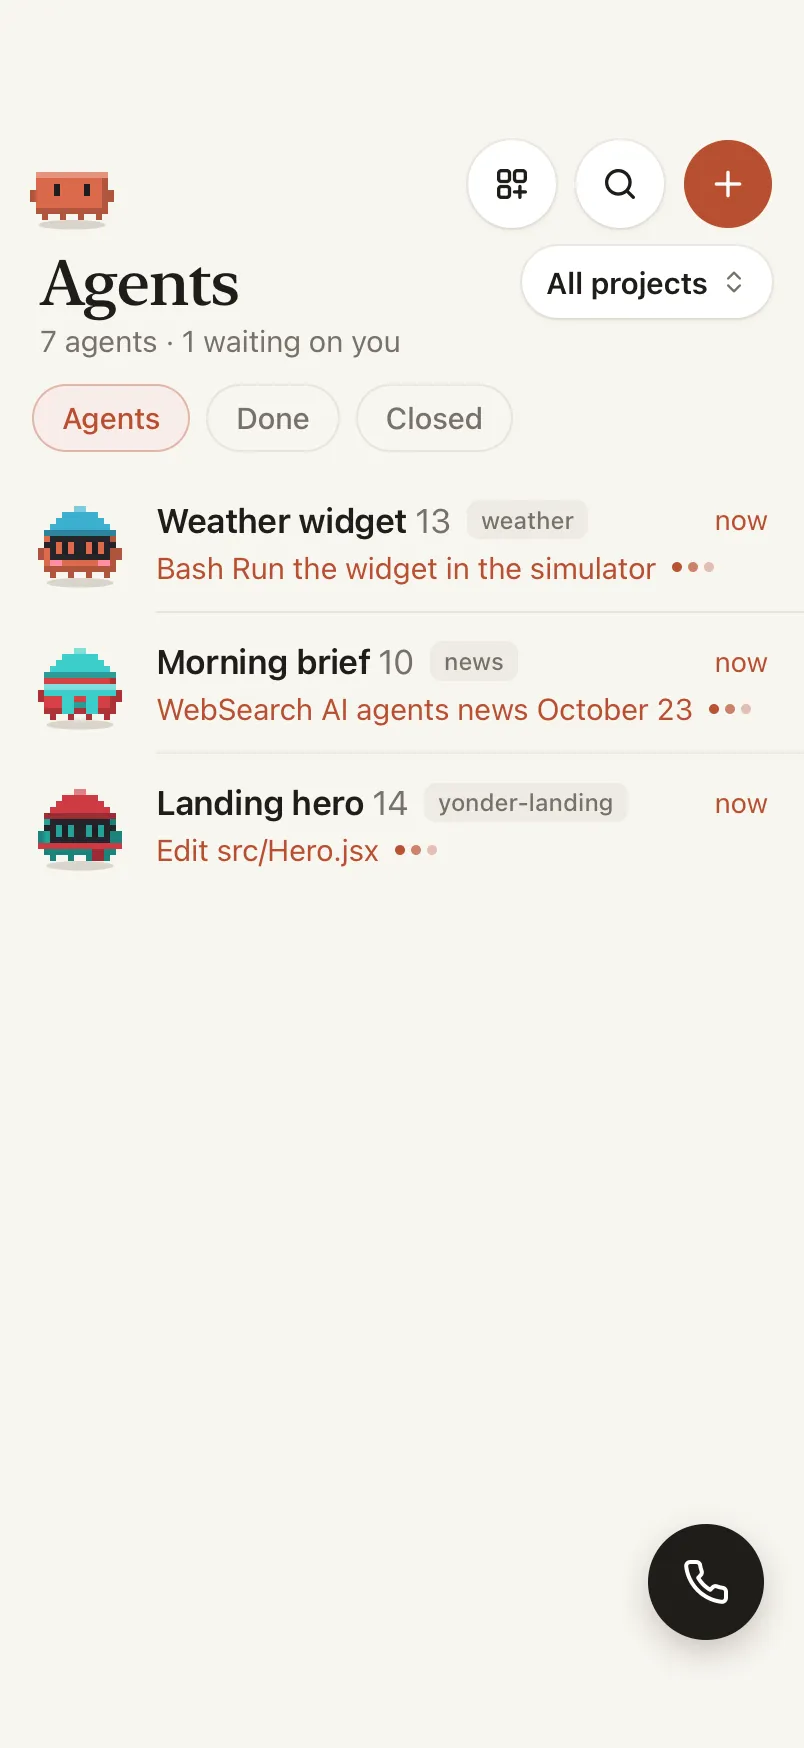 Agents
All projects
7 agents · 1 waiting on you
Agents Done Closed
Weather widget 13 weather now
Bash Run the widget in the simulator
Morning brief 10 news now
WebSearch AI agents news October 23
Landing hero 14 yonder-landing now
Edit src/Hero.jsx